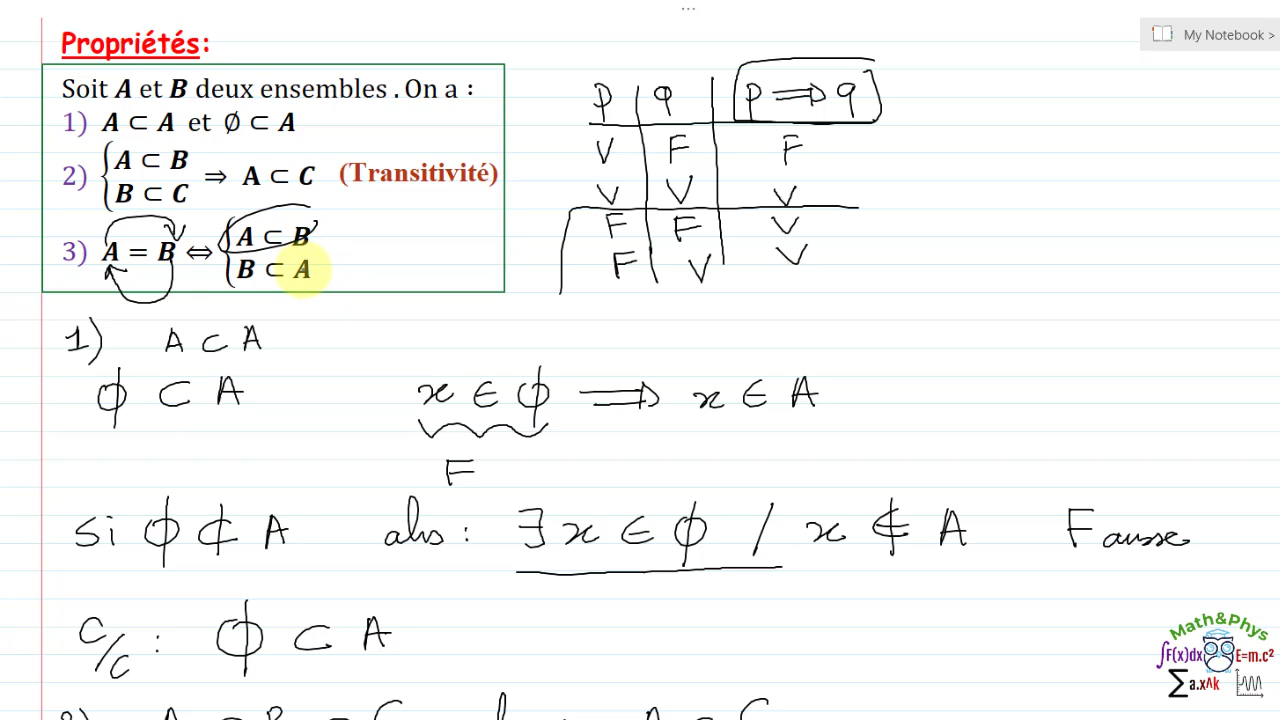 ...
My Notebook >
Propriétés:
Soit A et B deux ensembles . On a :
1) A ⊂ A et ∅ ⊂ A
2) { A ⊂ B
B ⊂ C ⇒ A ⊂ C (Transitivité)
3) A = B ⇔ { A ⊂ B
B ⊂ A
p | q | p ⟹ q
V | F | F
V | V | V
F | F | V
F | V | V
1) A ⊂ A
∅ ⊂ A x ∈ ∅ ⟹ x ∈ A
F
Si ∅ ⊄ A alors : ∃ x ∈ ∅ / x ∉ A Fausse
C/C : ∅ ⊂ A
Math&Phys
∫F(x)dx E=m.c²
∑ a.x^k